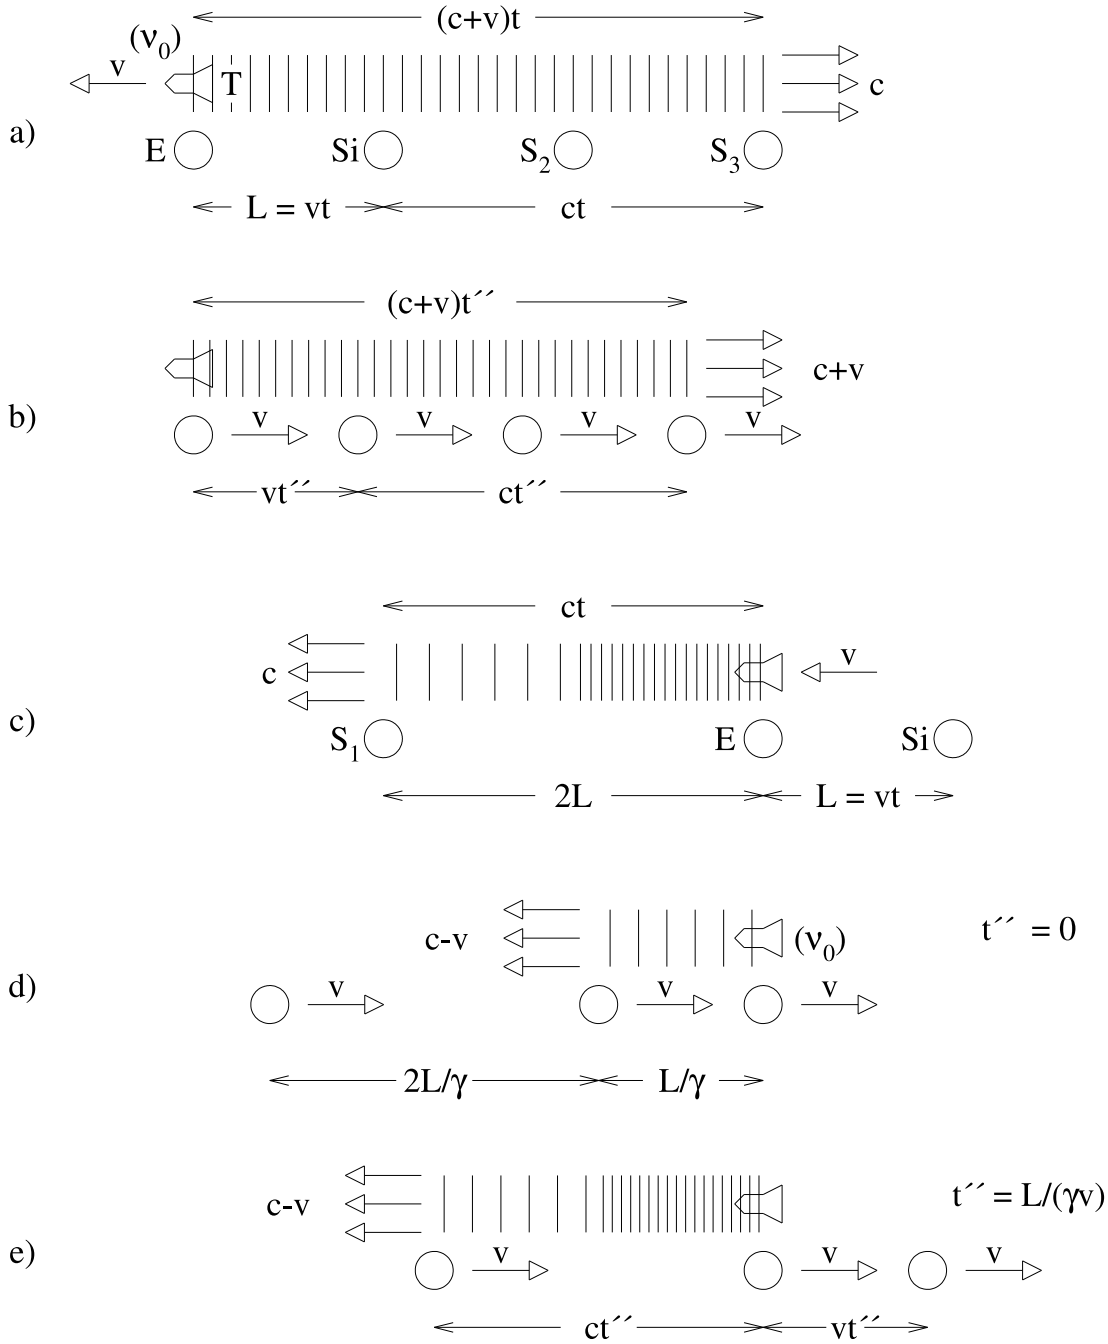 (c+v)t
(ν₀)
v T c
a)
E Si S₂ S₃
L = vt ct
(c+v)t´´
c+v
b) v v v v
vt´´ ct´´
ct
c v
c)
S₁ E Si
2L L = vt
c-v (ν₀) t´´ = 0
d) v v v
2L/γ L/γ
c-v t´´ = L/(γv)
e) v v v
ct´´ vt´´